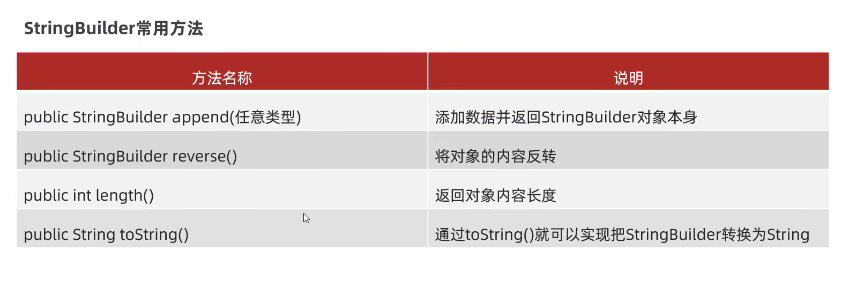 StringBuilder常用方法
方法名称 说明
public StringBuilder append(任意类型) 添加数据并返回StringBuilder对象本身
public StringBuilder reverse() 将对象的内容反转
public int length() 返回对象内容长度
public String toString() 通过toString()就可以实现把StringBuilder转换为String